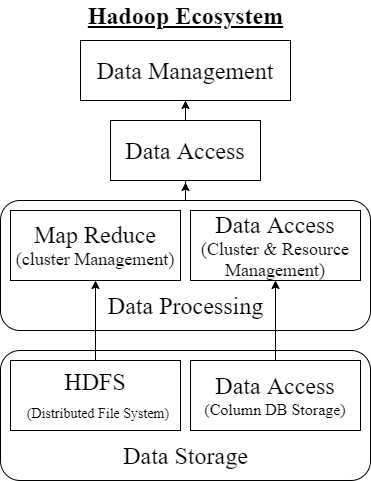 Hadoop Ecosystem
Data Management
Data Access
Map Reduce
(cluster Management)
Data Access
(Cluster & Resource
Management)
Data Processing
HDFS
(Distributed File System)
Data Access
(Column DB Storage)
Data Storage